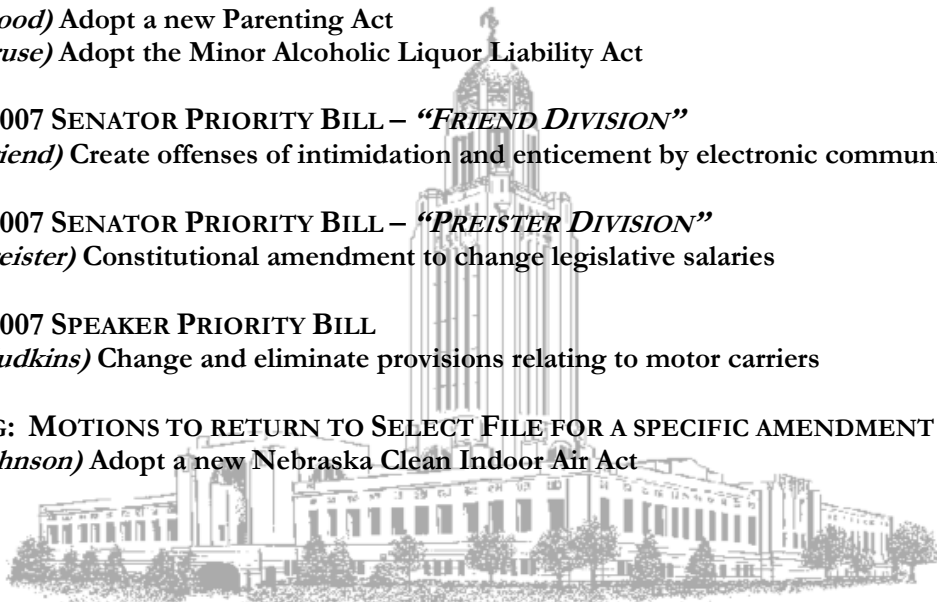 ood) Adopt a new Parenting Act
ruse) Adopt the Minor Alcoholic Liquor Liability Act
007 SENATOR PRIORITY BILL – "FRIEND DIVISION"
iend) Create offenses of intimidation and enticement by electronic communi
007 SENATOR PRIORITY BILL – "PREISTER DIVISION"
reister) Constitutional amendment to change legislative salaries
007 SPEAKER PRIORITY BILL
udkins) Change and eliminate provisions relating to motor carriers
G: MOTIONS TO RETURN TO SELECT FILE FOR A SPECIFIC AMENDMENT
hnson) Adopt a new Nebraska Clean Indoor Air Act